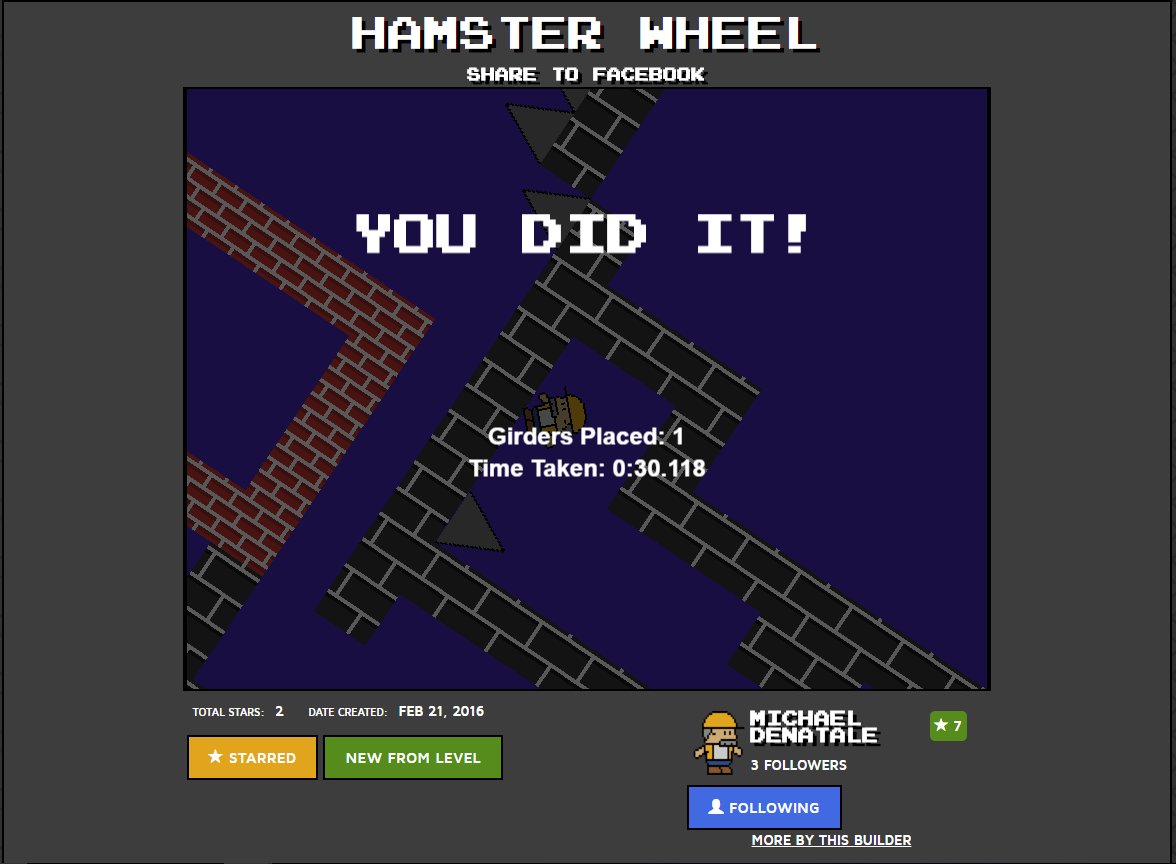 HAMSTER WHEEL
SHARE TO FACEBOOK
YOU DID IT!
Girders Placed: 1
Time Taken: 0:30.118
TOTAL STARS: 2 DATE CREATED: FEB 21, 2016
★ STARRED NEW FROM LEVEL
MICHAEL
DENATALE
★ 7
3 FOLLOWERS
FOLLOWING
MORE BY THIS BUILDER